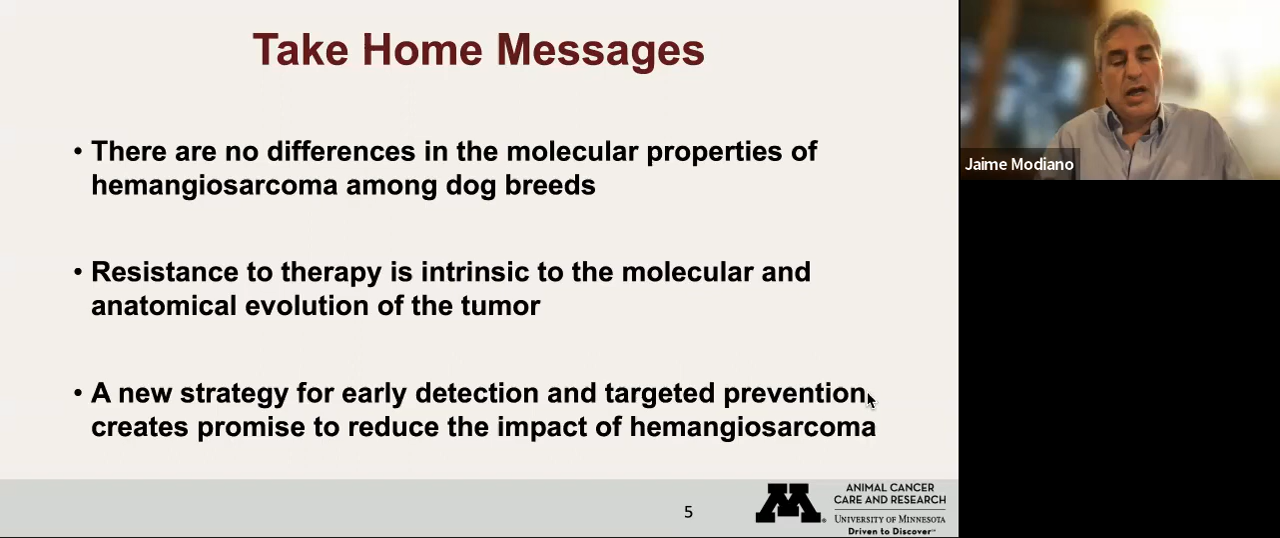 Take Home Messages
• There are no differences in the molecular properties of
hemangiosarcoma among dog breeds
• Resistance to therapy is intrinsic to the molecular and
anatomical evolution of the tumor
• A new strategy for early detection and targeted prevention
creates promise to reduce the impact of hemangiosarcoma
5
M
ANIMAL CANCER
CARE AND RESEARCH
UNIVERSITY OF MINNESOTA
Driven to Discover℠
Jaime Modiano